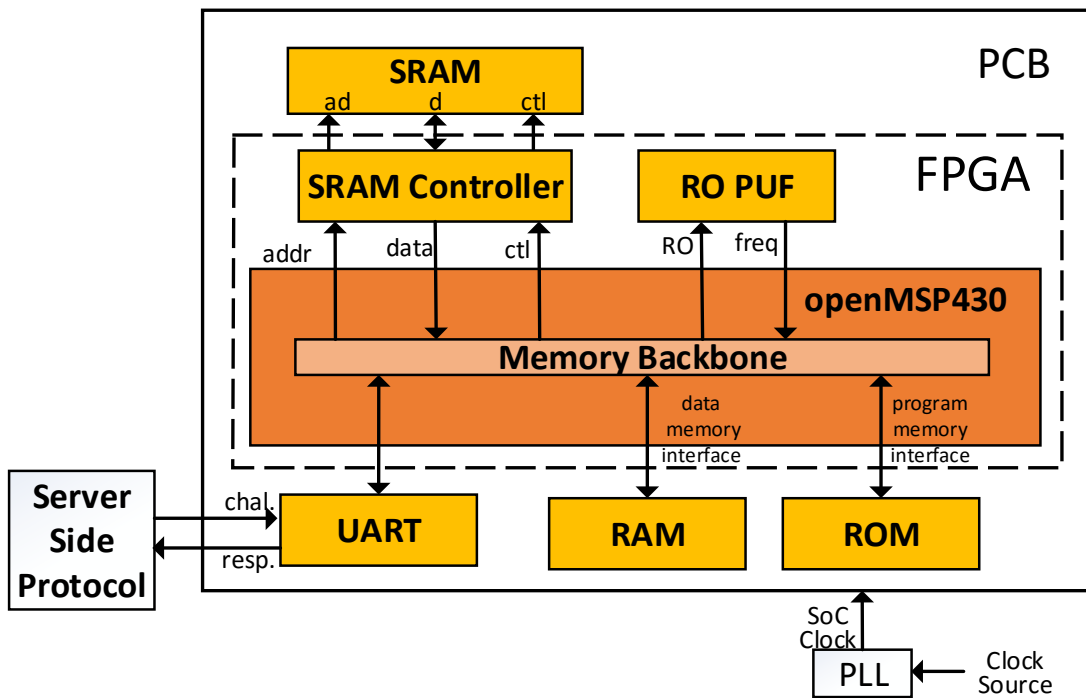 PCB
SRAM
ad d ctl
FPGA
SRAM Controller
RO PUF
addr data ctl RO freq
openMSP430
Memory Backbone
data
memory
interface
program
memory
interface
Server
Side
Protocol
chal.
resp.
UART
RAM
ROM
SoC
Clock
PLL
Clock
Source